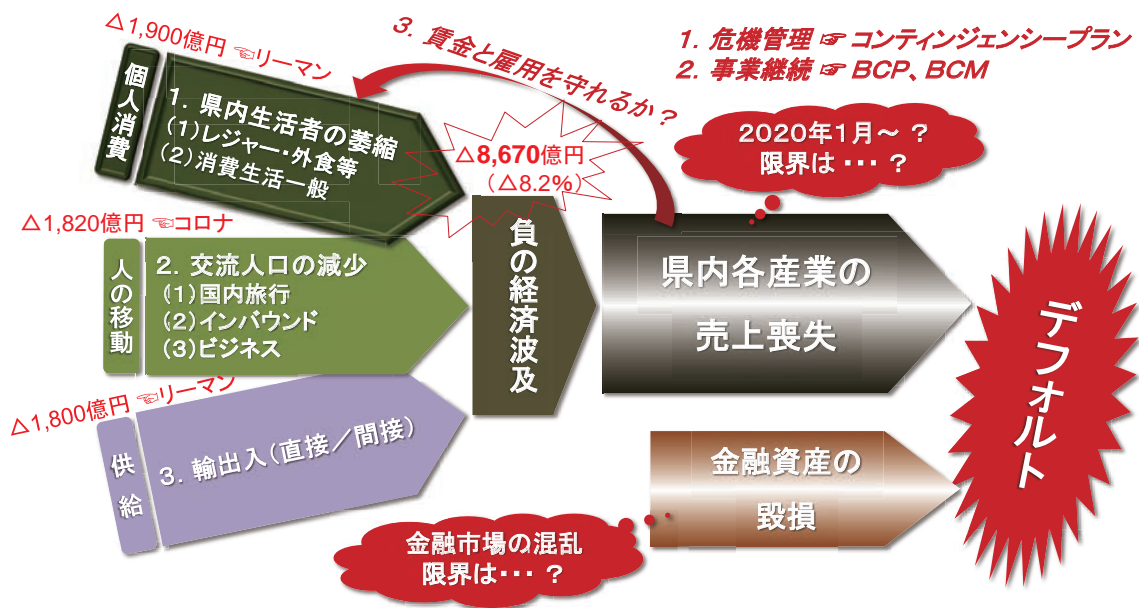 △1,900億円 ☜リーマン
個人消費
1．県内生活者の萎縮
(1)レジャー・外食等
(2)消費生活一般
3．賃金と雇用を守れるか？
1．危機管理 ☞ コンティンジェンシープラン
2．事業継続 ☞ BCP、BCM
△8,670億円
（△8.2%）
2020年1月～ ？
限界は ・・・ ？
△1,820億円 ☜コロナ
人の移動
2．交流人口の減少
(1)国内旅行
(2)インバウンド
(3)ビジネス
負の経済波及
県内各産業の
売上喪失
デフォルト
△1,800億円 ☜リーマン
供給
3．輸出入（直接／間接）
金融資産の
毀損
金融市場の混乱
限界は・・・ ？